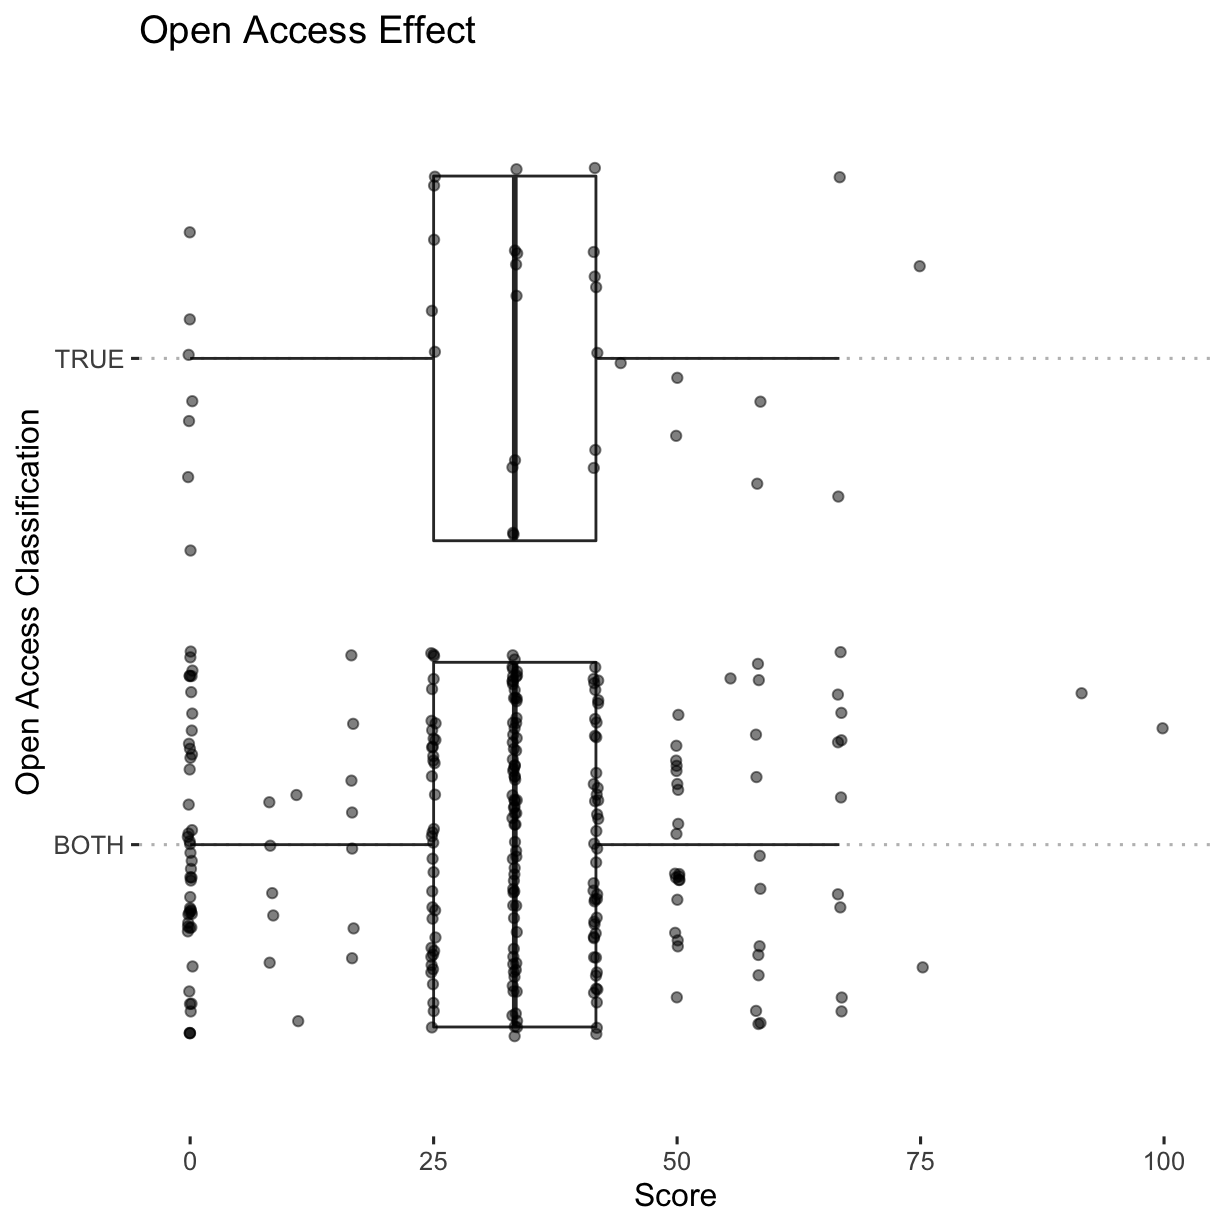 Open Access Effect
Open Access Classification
TRUE
BOTH
0 25 50 75 100
Score